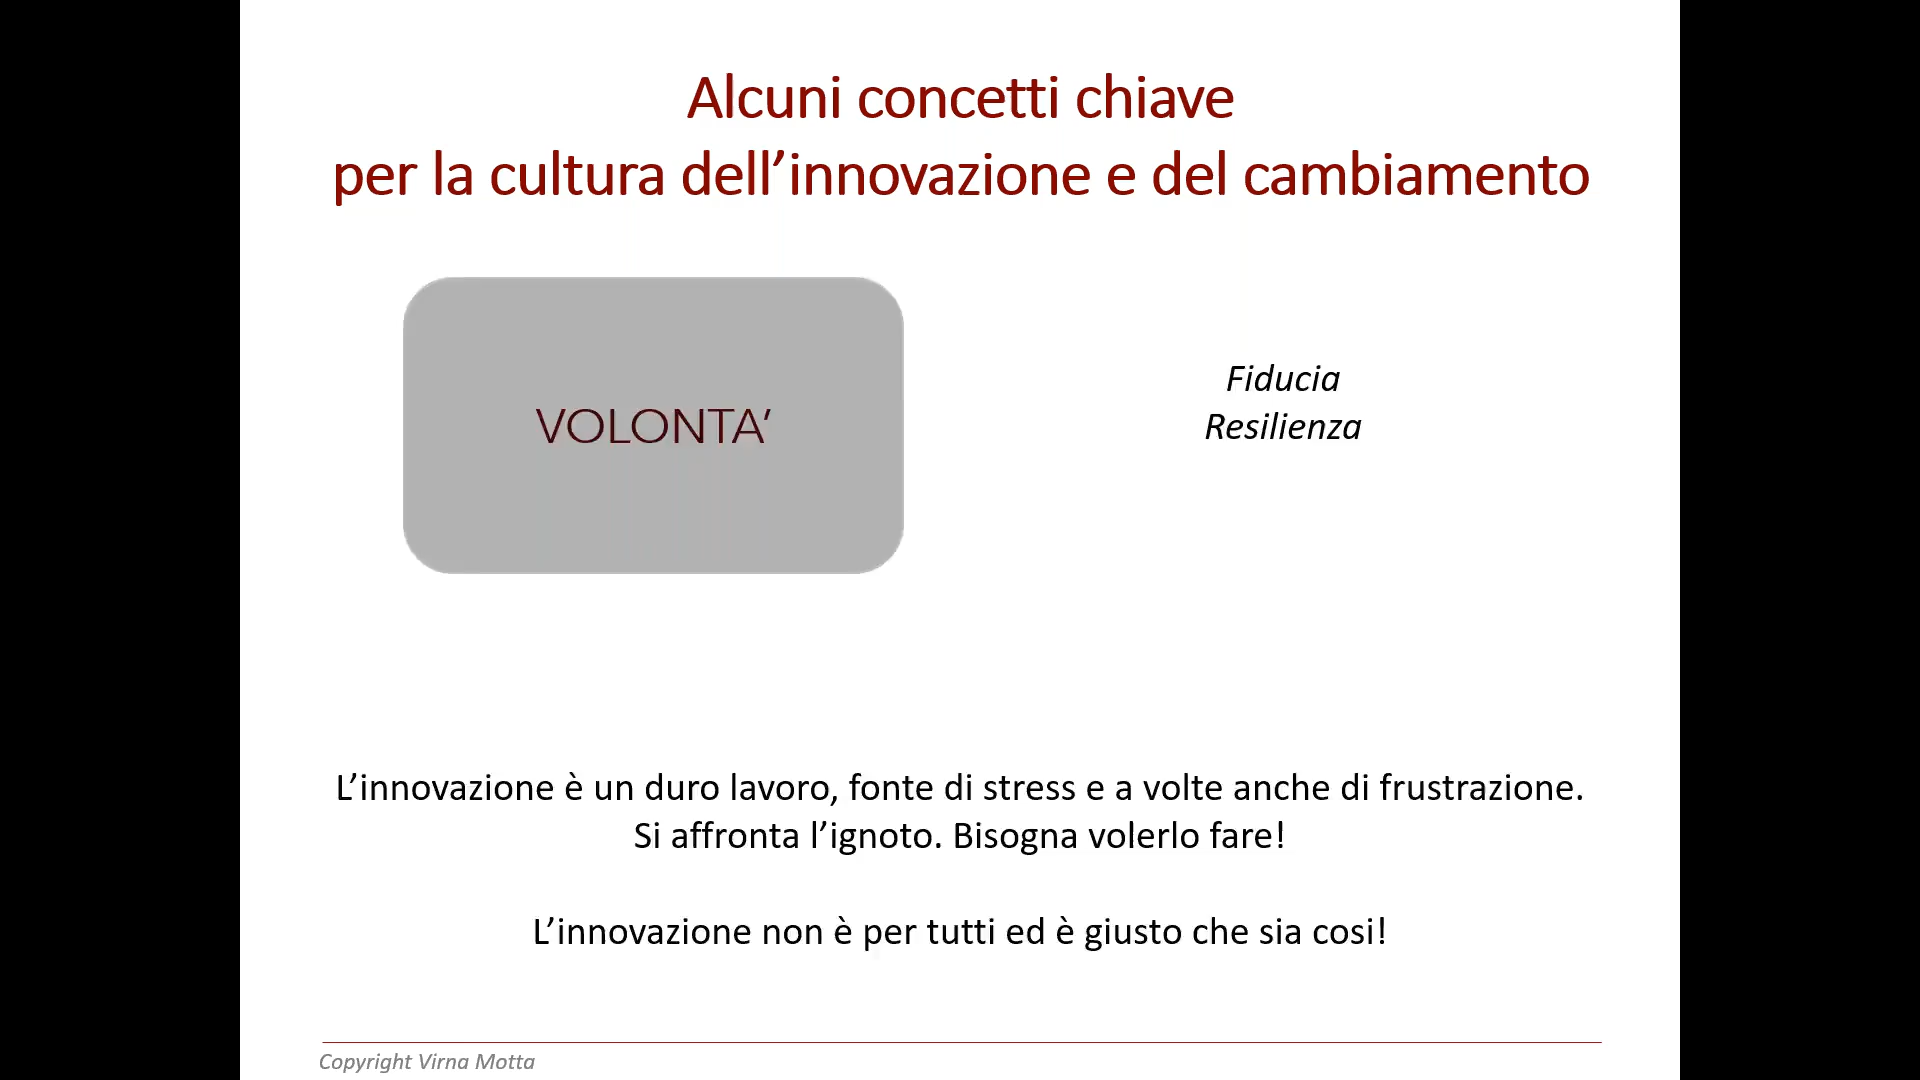 Alcuni concetti chiave
per la cultura dell’innovazione e del cambiamento
VOLONTA’
Fiducia
Resilienza
L’innovazione è un duro lavoro, fonte di stress e a volte anche di frustrazione.
Si affronta l’ignoto. Bisogna volerlo fare!
L’innovazione non è per tutti ed è giusto che sia cosi!
Copyright Virna Motta